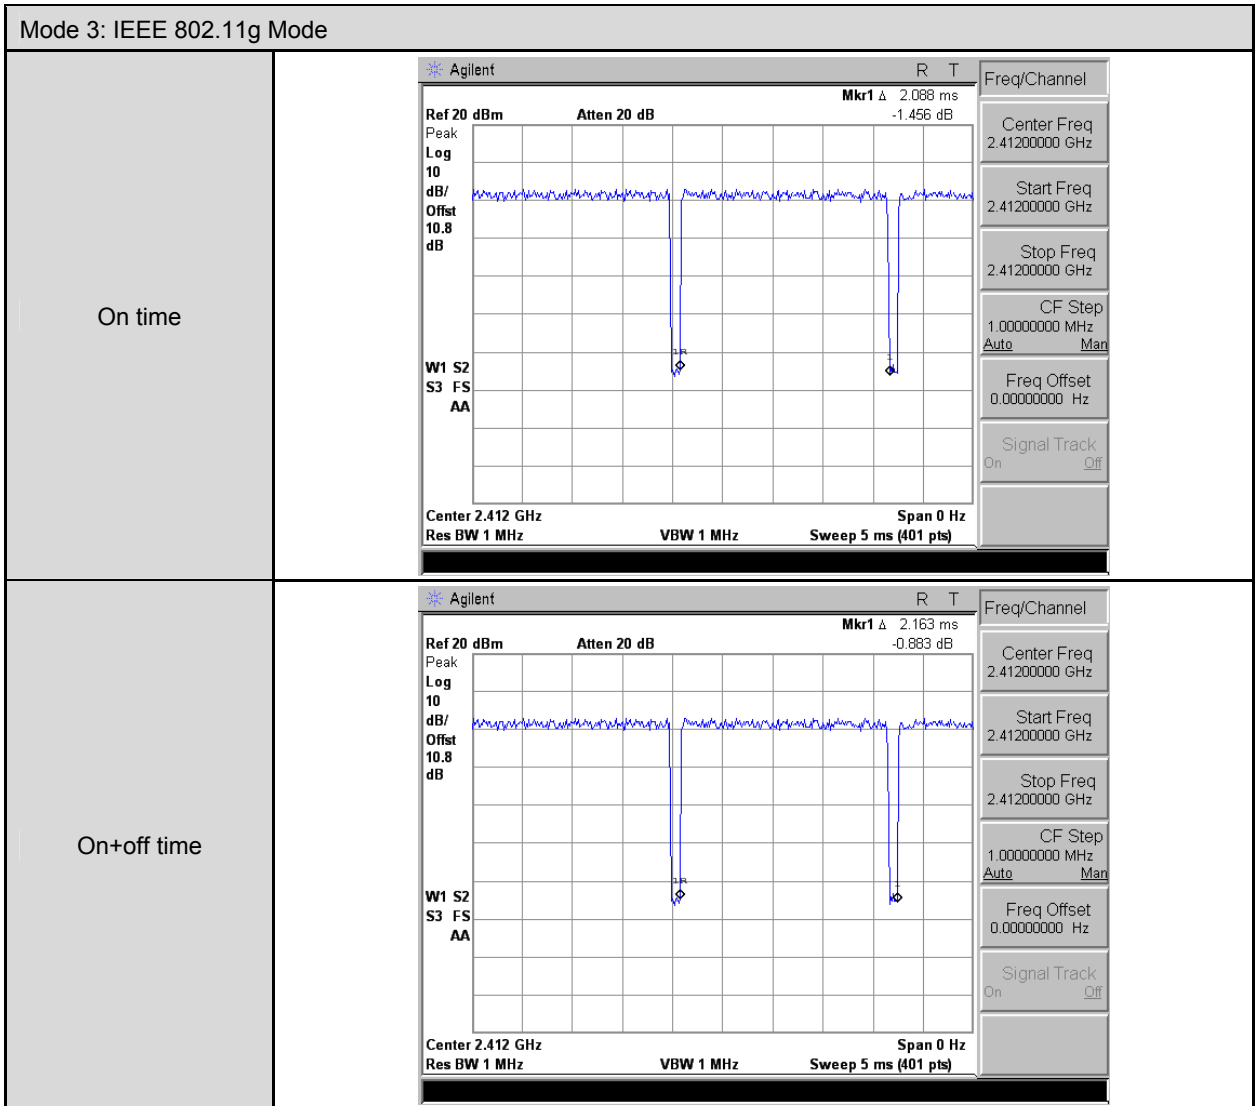 Mode 3: IEEE 802.11g Mode
On time
Agilent
R T
Mkr1 Δ 2.088 ms
-1.456 dB
Ref 20 dBm
Atten 20 dB
Peak
Log
10
dB/
Offst
10.8
dB
W1 S2
S3 FS
AA
1R
1
Center 2.412 GHz
Span 0 Hz
Res BW 1 MHz
VBW 1 MHz
Sweep 5 ms (401 pts)
Freq/Channel
Center Freq
2.41200000 GHz
Start Freq
2.41200000 GHz
Stop Freq
2.41200000 GHz
CF Step
1.00000000 MHz
Auto Man
Freq Offset
0.00000000 Hz
Signal Track
On Off
On+off time
Agilent
R T
Mkr1 Δ 2.163 ms
-0.883 dB
Ref 20 dBm
Atten 20 dB
Peak
Log
10
dB/
Offst
10.8
dB
W1 S2
S3 FS
AA
1R
1
Center 2.412 GHz
Span 0 Hz
Res BW 1 MHz
VBW 1 MHz
Sweep 5 ms (401 pts)
Freq/Channel
Center Freq
2.41200000 GHz
Start Freq
2.41200000 GHz
Stop Freq
2.41200000 GHz
CF Step
1.00000000 MHz
Auto Man
Freq Offset
0.00000000 Hz
Signal Track
On Off